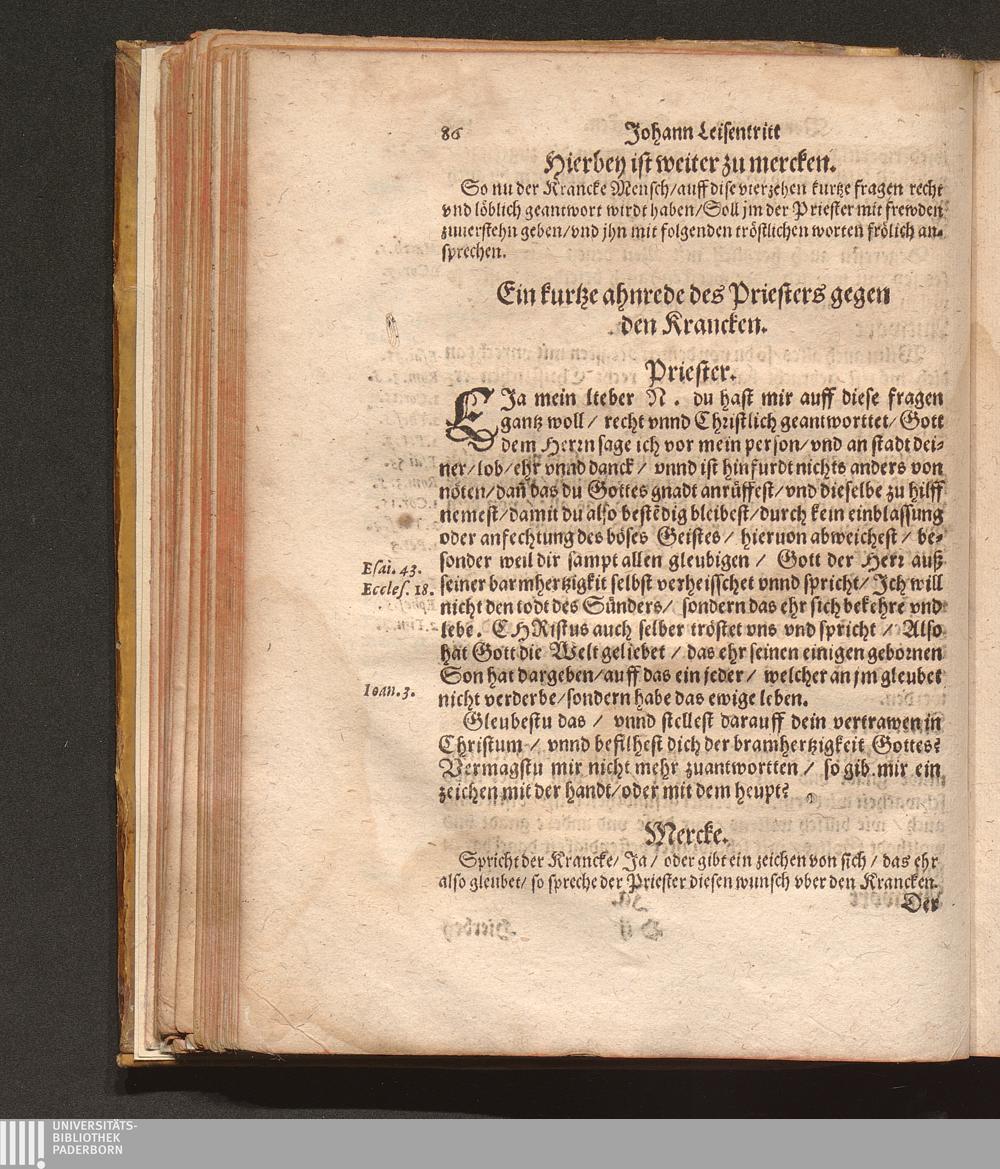 86 Johann Leisentritt
Hierbey ist weiter zu mercken.
So nu der Krancke Mensch/auff dise vierzehen kurtze fragen recht
vnd löblich geantwort wirdt haben/Soll jm der Priester mit frewden
zuuerstehn geben/vnd jhn mit folgenden tröstlichen worten frölich an-
sprechen.
Ein kurtze ahnrede des Priesters gegen
den Krancken.
Priester.
EJa mein lieber N. du hast mir auff diese fragen
gantz woll/ recht vnnd Christlich geantworttet/Gott
dem Herrn sage ich vor mein person/vnd an stadt dei-
ner/lob/ehr vnnd danck/ vnnd ist hinfurdt nichts anders von
nöten/dañ das du Gottes gnadt anrüffest/vnd dieselbe zu hilff
nemest/damit du also bestēdig bleibest/durch kein einblassung
oder anfechtung des böses Geistes/ hieruon abweichest/ be-
sonder weil dir sampt allen gleubigen/ Gott der Herr auß
Esai. 43.
seiner barmhertzigkit selbst verheisschet vnnd spricht/Jch will
Eccles. 18.
nicht den todt des Sünders/ sondern das ehr sich bekehre vnd
lebe. CHRistus auch selber tröstet vns vnd spricht/ Also
hat Gott die Welt geliebet/ das ehr seinen einigen gebornen
Son hat dargeben/auff das ein jeder/ welcher an jm gleubet
Ioan. 3.
nicht verderbe/sondern habe das ewige leben.
Gleubestu das/ vnnd stellest darauff dein vertrawen in
Christum/ vnnd befilhest dich der bramhertzigkeit Gottes?
Vermagstu mir nicht mehr zuantwortten/ so gib mir ein
zeichen mit der handt/oder mit dem heupt?
Mercke.
Spricht der Krancke/Ja/ oder gibt ein zeichen von sich/ das ehr
also gleubet/ so spreche der Priester diesen wunsch vber den Krancken.
Der
UNIVERSITÄTS-
BIBLIOTHEK
PADERBORN